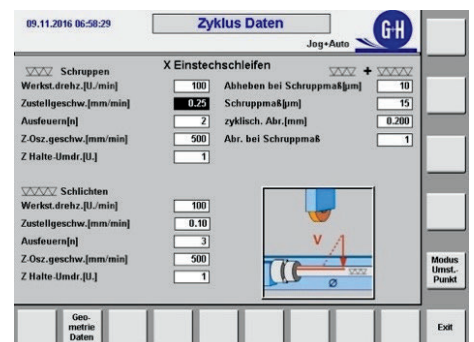 09.11.2016 06:58:29
Zyklus Daten
Jog+Auto
G-H
X Einstechschleifen
Schruppen
+
Werkst.drehz.[U./min] 100
Zustellgeschw.[mm/min] 0.25
Ausfeuern[n] 2
Z-Osz.geschw.[mm/min] 500
Z Halte-Umdr.[U.] 1
Abheben bei Schruppmaß[µm] 10
Schruppmaß[µm] 15
zyklisch. Abr.[mm] 0.200
Abr. bei Schruppmaß 1
Schlichten
Werkst.drehz.[U./min] 100
Zustellgeschw.[mm/min] 0.10
Ausfeuern[n] 3
Z-Osz.geschw.[mm/min] 500
Z Halte-Umdr.[U.] 1
V
Ø
Modus
Umst.-
Punkt
Geo-
metrie
Daten
Exit